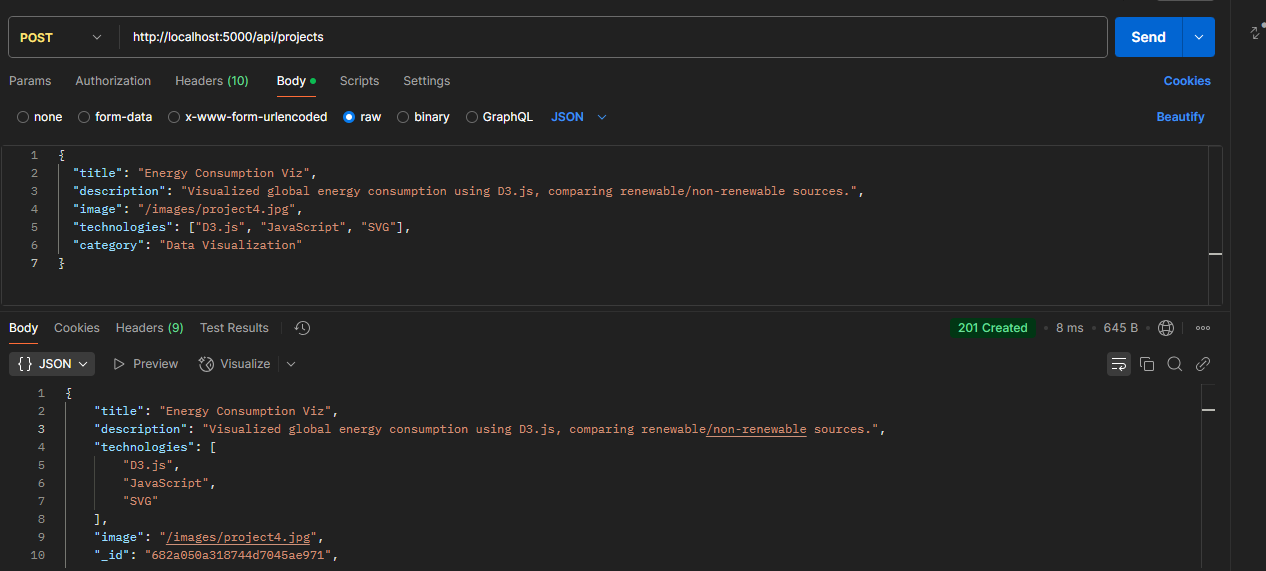 POST http://localhost:5000/api/projects Send
Params Authorization Headers (10) Body Scripts Settings Cookies
none form-data x-www-form-urlencoded raw binary GraphQL JSON Beautify
1 {
2 "title": "Energy Consumption Viz",
3 "description": "Visualized global energy consumption using D3.js, comparing renewable/non-renewable sources.",
4 "image": "/images/project4.jpg",
5 "technologies": ["D3.js", "JavaScript", "SVG"],
6 "category": "Data Visualization"
7 }
Body Cookies Headers (9) Test Results 201 Created 8 ms 645 B
{} JSON Preview Visualize
1 {
2 "title": "Energy Consumption Viz",
3 "description": "Visualized global energy consumption using D3.js, comparing renewable/non-renewable sources.",
4 "technologies": [
5 "D3.js",
6 "JavaScript",
7 "SVG"
8 ],
9 "image": "/images/project4.jpg",
10 "_id": "682a050a318744d7045ae971",